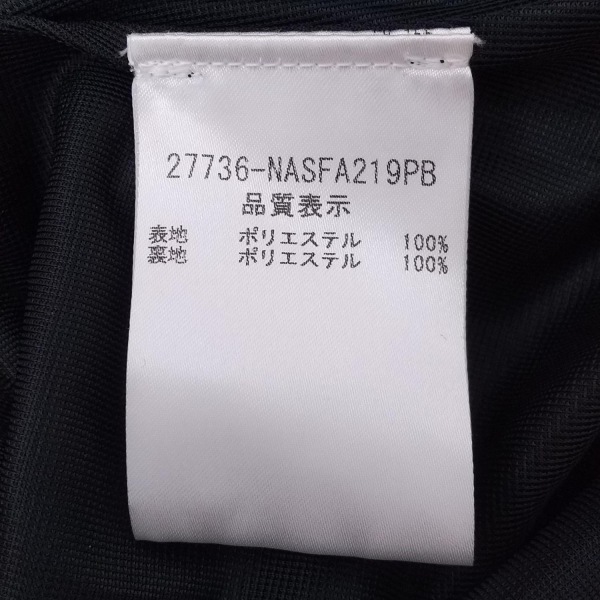 27736-NASFA219PB
品質表示
表地 ポリエステル 100%
裏地 ポリエステル 100%